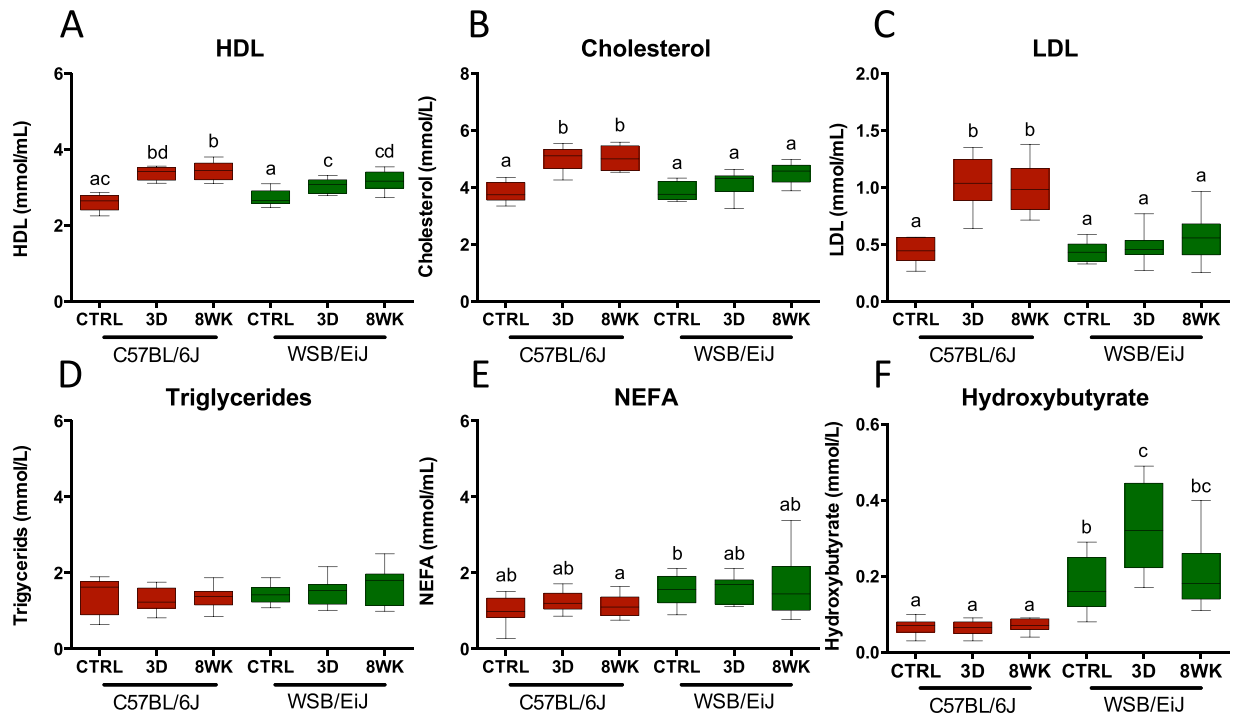 A
HDL
HDL (mmol/mL)
6
4
2
0
ac
bd
b
a
c
cd
CTRL 3D 8WK CTRL 3D 8WK
C57BL/6J WSB/EiJ
B
Cholesterol
Cholesterol (mmol/L)
8
6
4
2
0
a
b
b
a
a
a
CTRL 3D 8WK CTRL 3D 8WK
C57BL/6J WSB/EiJ
C
LDL
LDL (mmol/mL)
2.0
1.5
1.0
0.5
0.0
a
b
b
a
a
a
CTRL 3D 8WK CTRL 3D 8WK
C57BL/6J WSB/EiJ
D
Triglycerides
Trigycerids (mmol/L)
6
4
2
0
CTRL 3D 8WK CTRL 3D 8WK
C57BL/6J WSB/EiJ
E
NEFA
NEFA (mmol/mL)
6
4
2
0
ab
ab
a
b
ab
ab
CTRL 3D 8WK CTRL 3D 8WK
C57BL/6J WSB/EiJ
F
Hydroxybutyrate
Hydroxybutyrate (mmol/L)
0.6
0.4
0.2
0.0
a
a
a
b
c
bc
CTRL 3D 8WK CTRL 3D 8WK
C57BL/6J WSB/EiJ